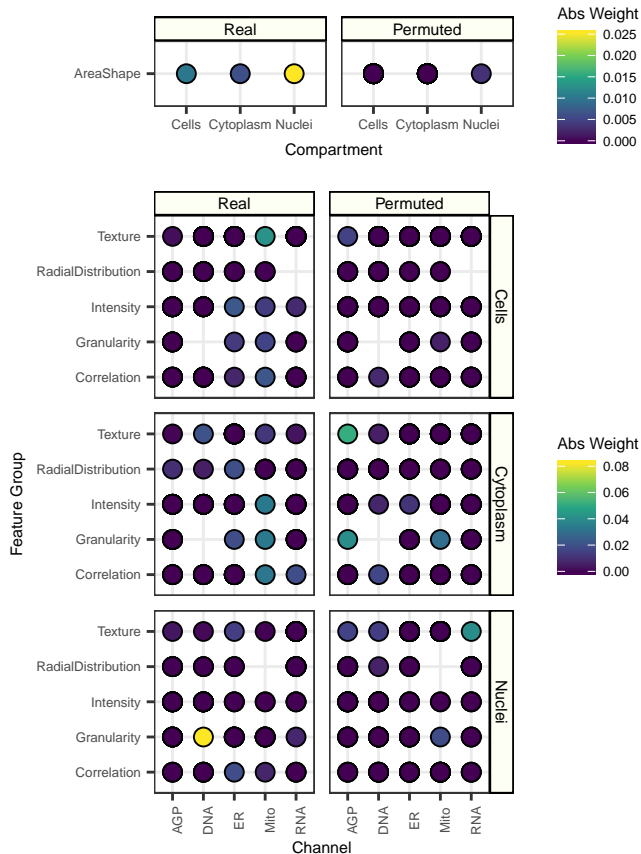 Real Permuted
AreaShape
Cells Cytoplasm Nuclei Cells Cytoplasm Nuclei
Compartment
Abs Weight
0.025
0.020
0.015
0.010
0.005
0.000
Real Permuted
Texture
RadialDistribution
Intensity
Granularity
Correlation
Cells
Texture
RadialDistribution
Intensity
Granularity
Correlation
Cytoplasm
Texture
RadialDistribution
Intensity
Granularity
Correlation
Nuclei
Feature Group
AGP DNA ER Mito RNA AGP DNA ER Mito RNA
Channel
Abs Weight
0.08
0.06
0.04
0.02
0.00